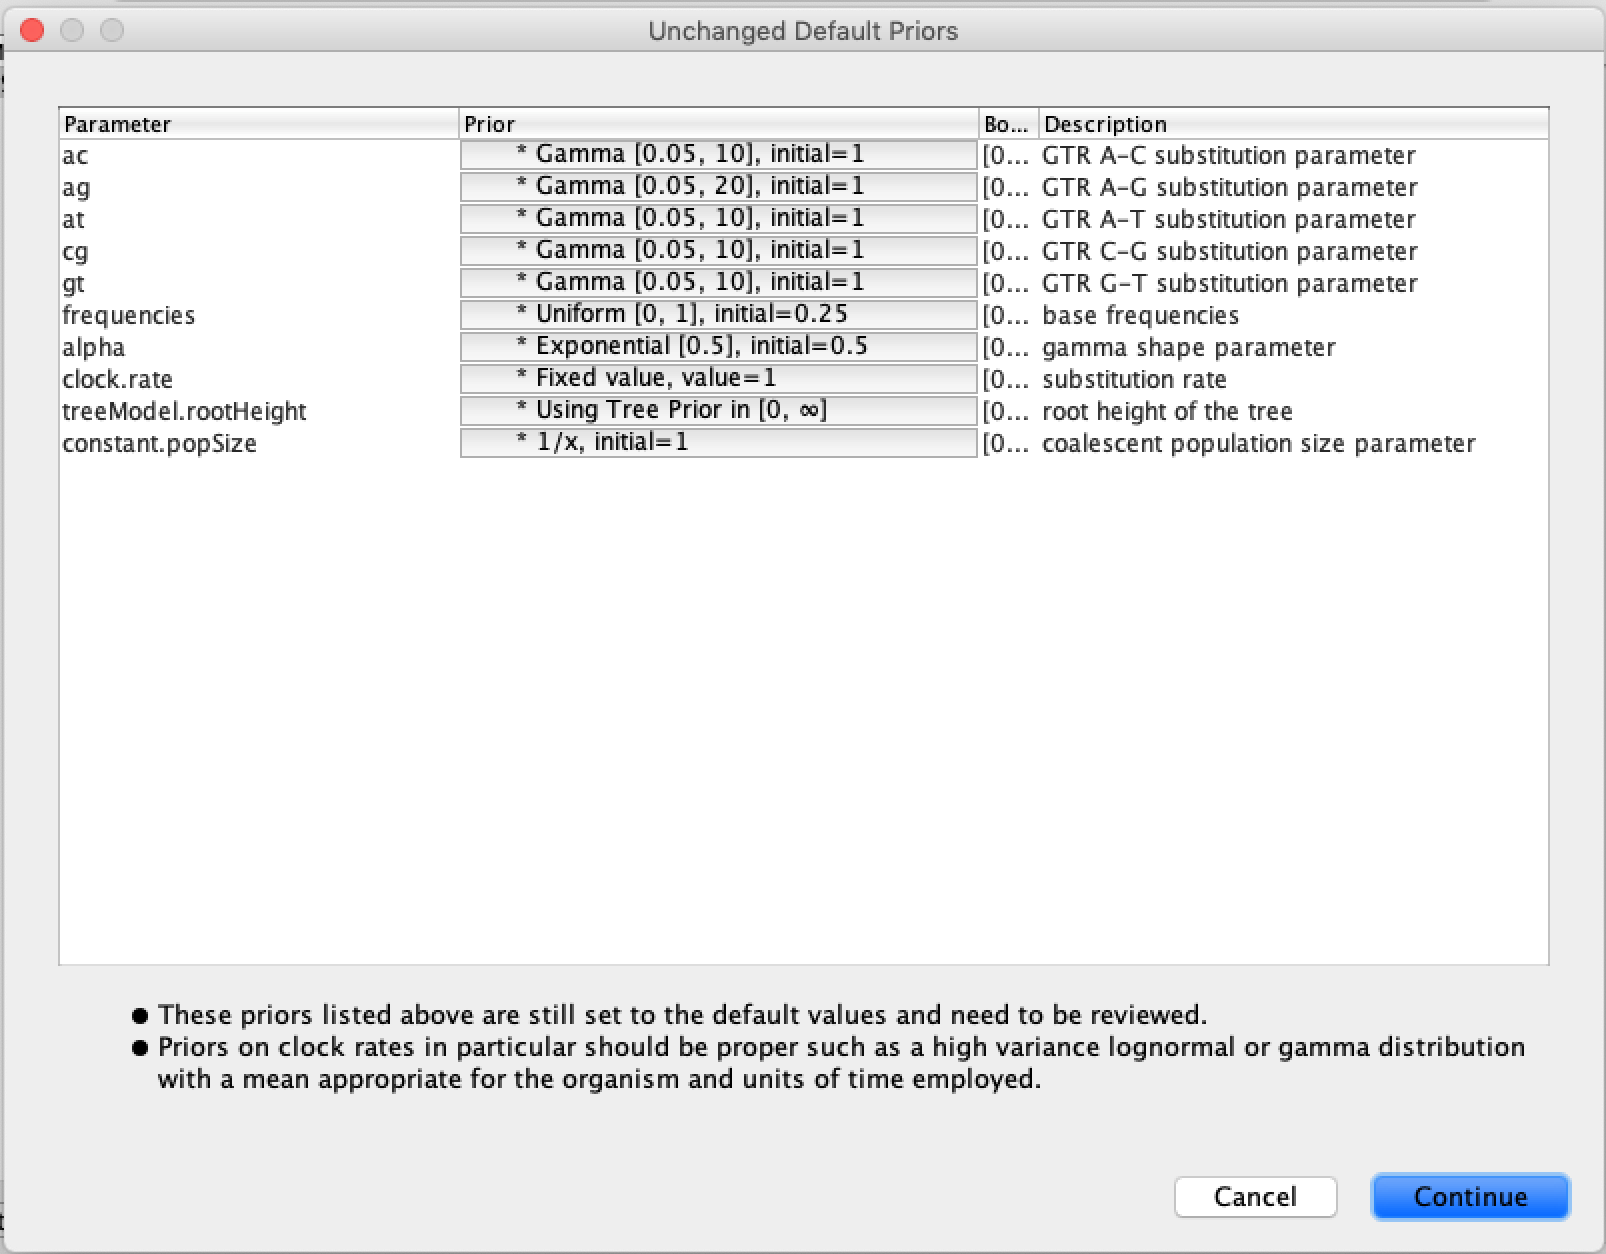 Unchanged Default Priors
Parameter Prior Bo... Description
ac * Gamma [0.05, 10], initial=1 [0... GTR A-C substitution parameter
ag * Gamma [0.05, 20], initial=1 [0... GTR A-G substitution parameter
at * Gamma [0.05, 10], initial=1 [0... GTR A-T substitution parameter
cg * Gamma [0.05, 10], initial=1 [0... GTR C-G substitution parameter
gt * Gamma [0.05, 10], initial=1 [0... GTR G-T substitution parameter
frequencies * Uniform [0, 1], initial=0.25 [0... base frequencies
alpha * Exponential [0.5], initial=0.5 [0... gamma shape parameter
clock.rate * Fixed value, value=1 [0... substitution rate
treeModel.rootHeight * Using Tree Prior in [0, ∞] [0... root height of the tree
constant.popSize * 1/x, initial=1 [0... coalescent population size parameter
● These priors listed above are still set to the default values and need to be reviewed.
● Priors on clock rates in particular should be proper such as a high variance lognormal or gamma distribution
with a mean appropriate for the organism and units of time employed.
Cancel Continue